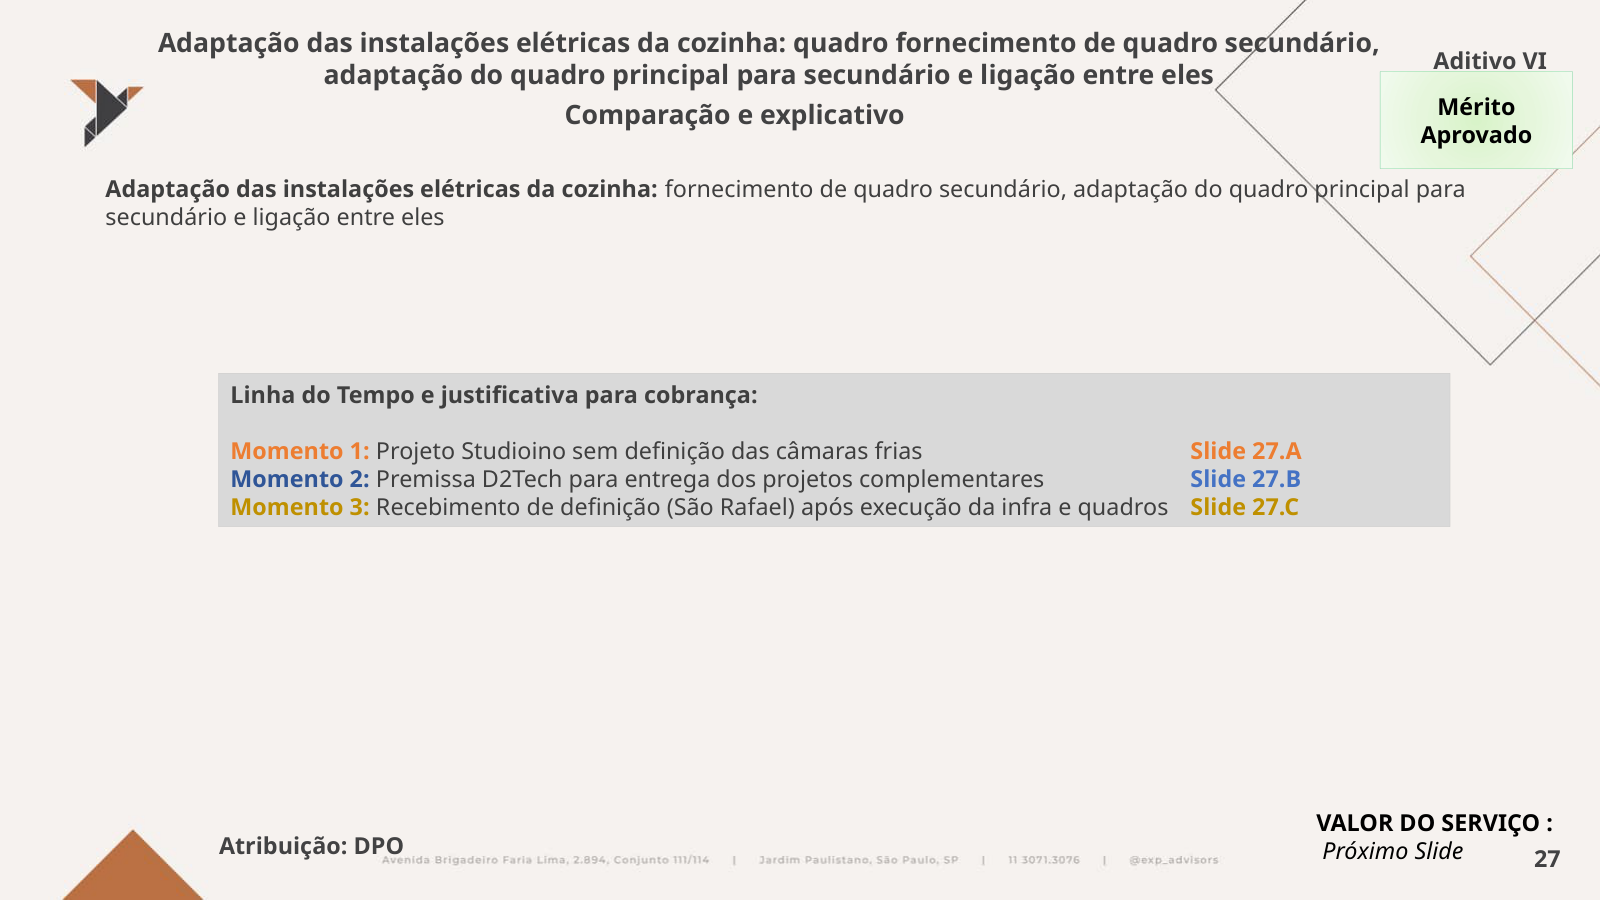 Adaptação das instalações elétricas da cozinha: quadro fornecimento de quadro secundário,
adaptação do quadro principal para secundário e ligação entre eles
Comparação e explicativo
Aditivo VI
Mérito
Aprovado
Adaptação das instalações elétricas da cozinha: fornecimento de quadro secundário, adaptação do quadro principal para
secundário e ligação entre eles
Linha do Tempo e justificativa para cobrança:
Momento 1: Projeto Studioino sem definição das câmaras frias Slide 27.A
Momento 2: Premissa D2Tech para entrega dos projetos complementares Slide 27.B
Momento 3: Recebimento de definição (São Rafael) após execução da infra e quadros Slide 27.C
Atribuição: DPO
Avenida Brigadeiro Faria Lima, 2.894, Conjunto 111/114 | Jardim Paulistano, São Paulo, SP | 11 3071.3076 | @exp_advisors
VALOR DO SERVIÇO :
Próximo Slide
27